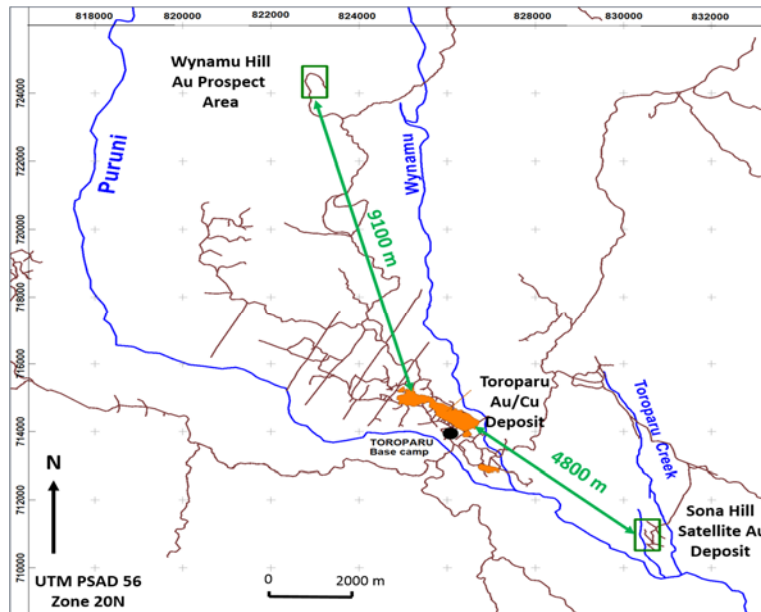 818000 820000 822000 824000 828000 830000 832000
Wynamu Hill
Au Prospect
Area
724000
722000
720000
718000
716000
714000
712000
710000
Puruni
Wynamu
9100 m
Toroparu
Au/Cu
Deposit
TOROPARU
Base camp
4800 m
Toroparu Creek
Sona Hill
Satellite Au
Deposit
N
UTM PSAD 56
Zone 20N
0 2000 m